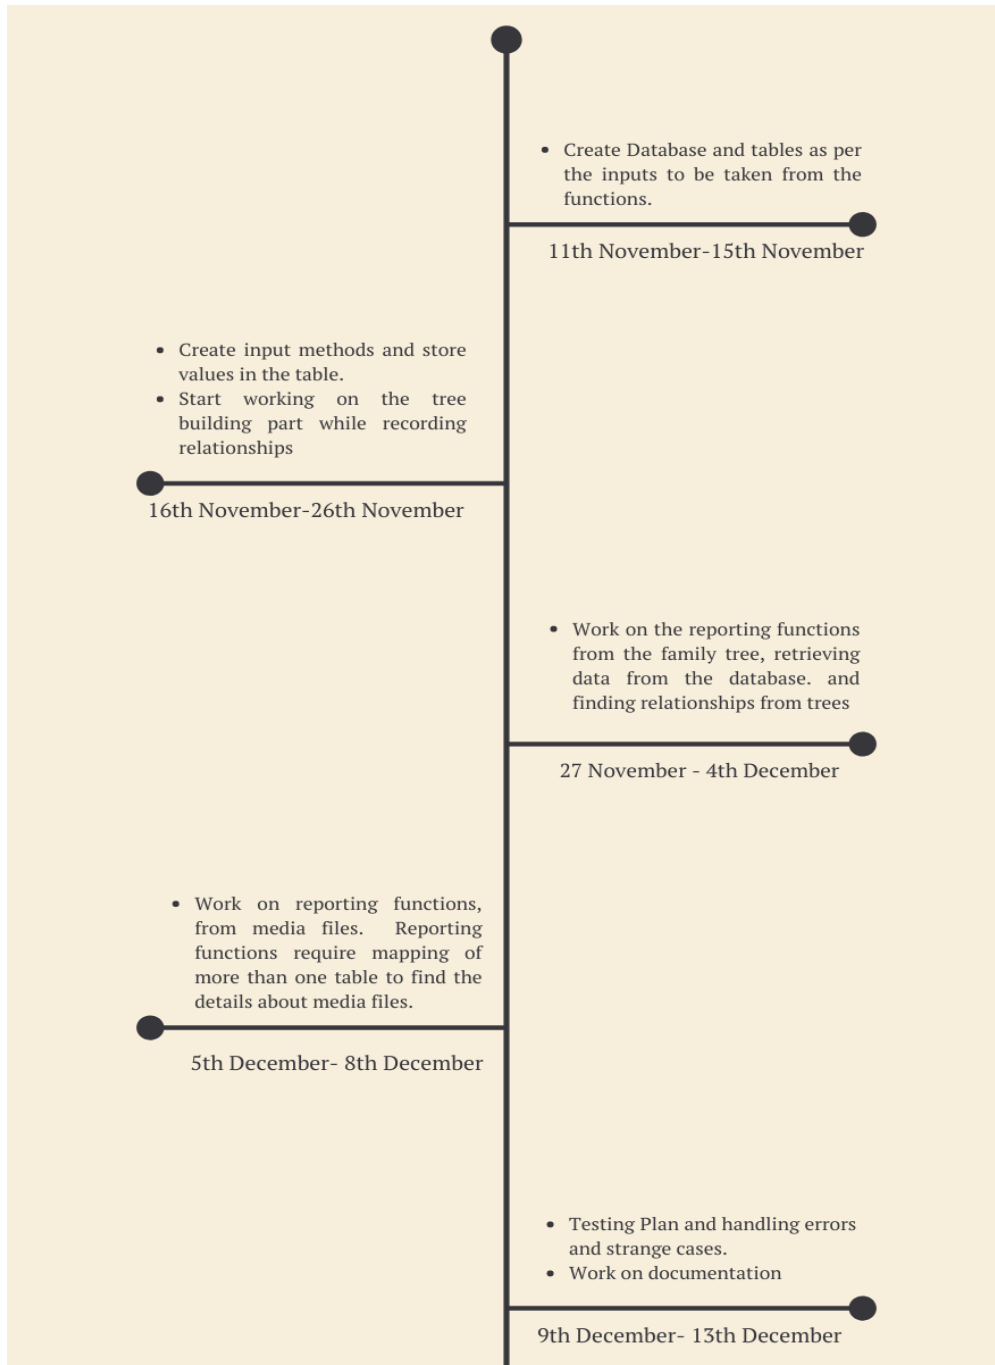 • Create Database and tables as per
the inputs to be taken from the
functions.
11th November-15th November
• Create input methods and store
values in the table.
• Start working on the tree
building part while recording
relationships
16th November-26th November
• Work on the reporting functions
from the family tree, retrieving
data from the database. and
finding relationships from trees
27 November - 4th December
• Work on reporting functions,
from media files. Reporting
functions require mapping of
more than one table to find the
details about media files.
5th December- 8th December
• Testing Plan and handling errors
and strange cases.
• Work on documentation
9th December- 13th December